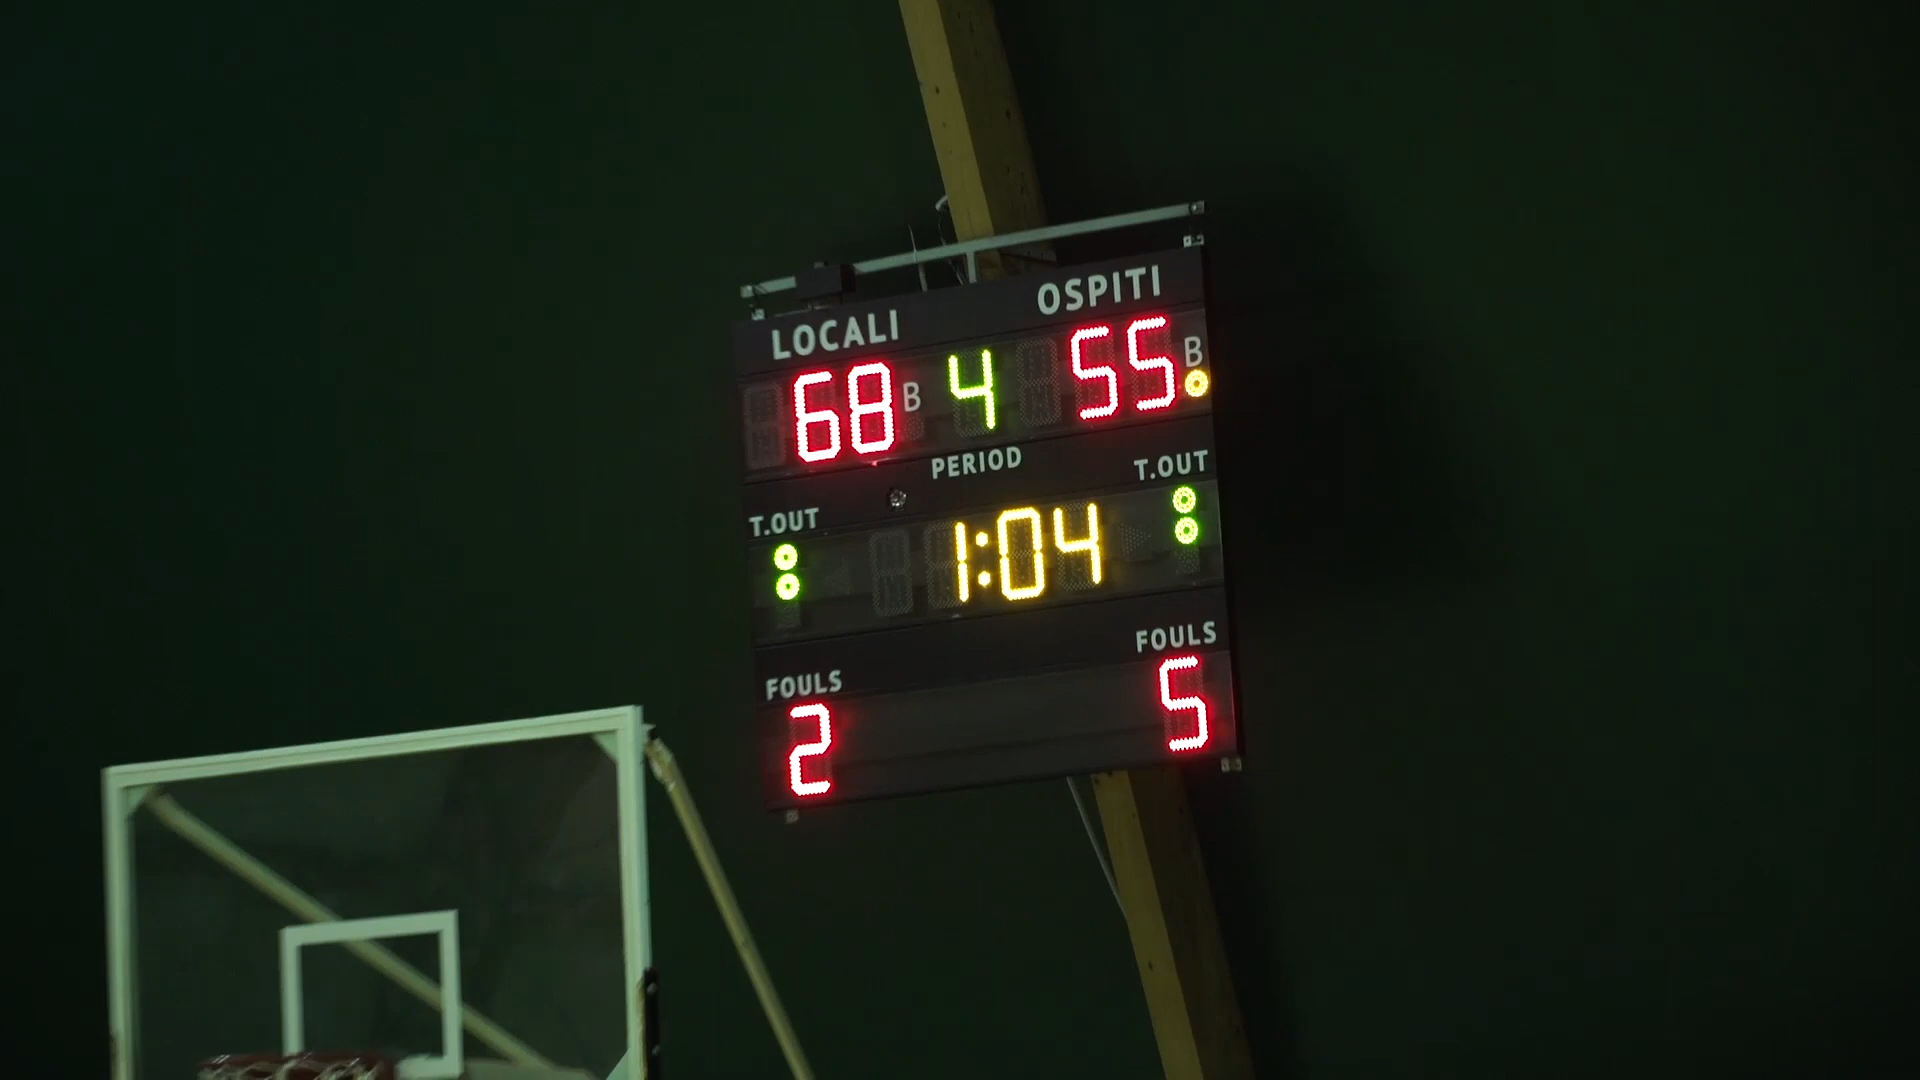 LOCALI OSPITI
68 B 4 55 B
PERIOD
T.OUT T.OUT
1:04
FOULS FOULS
2 5